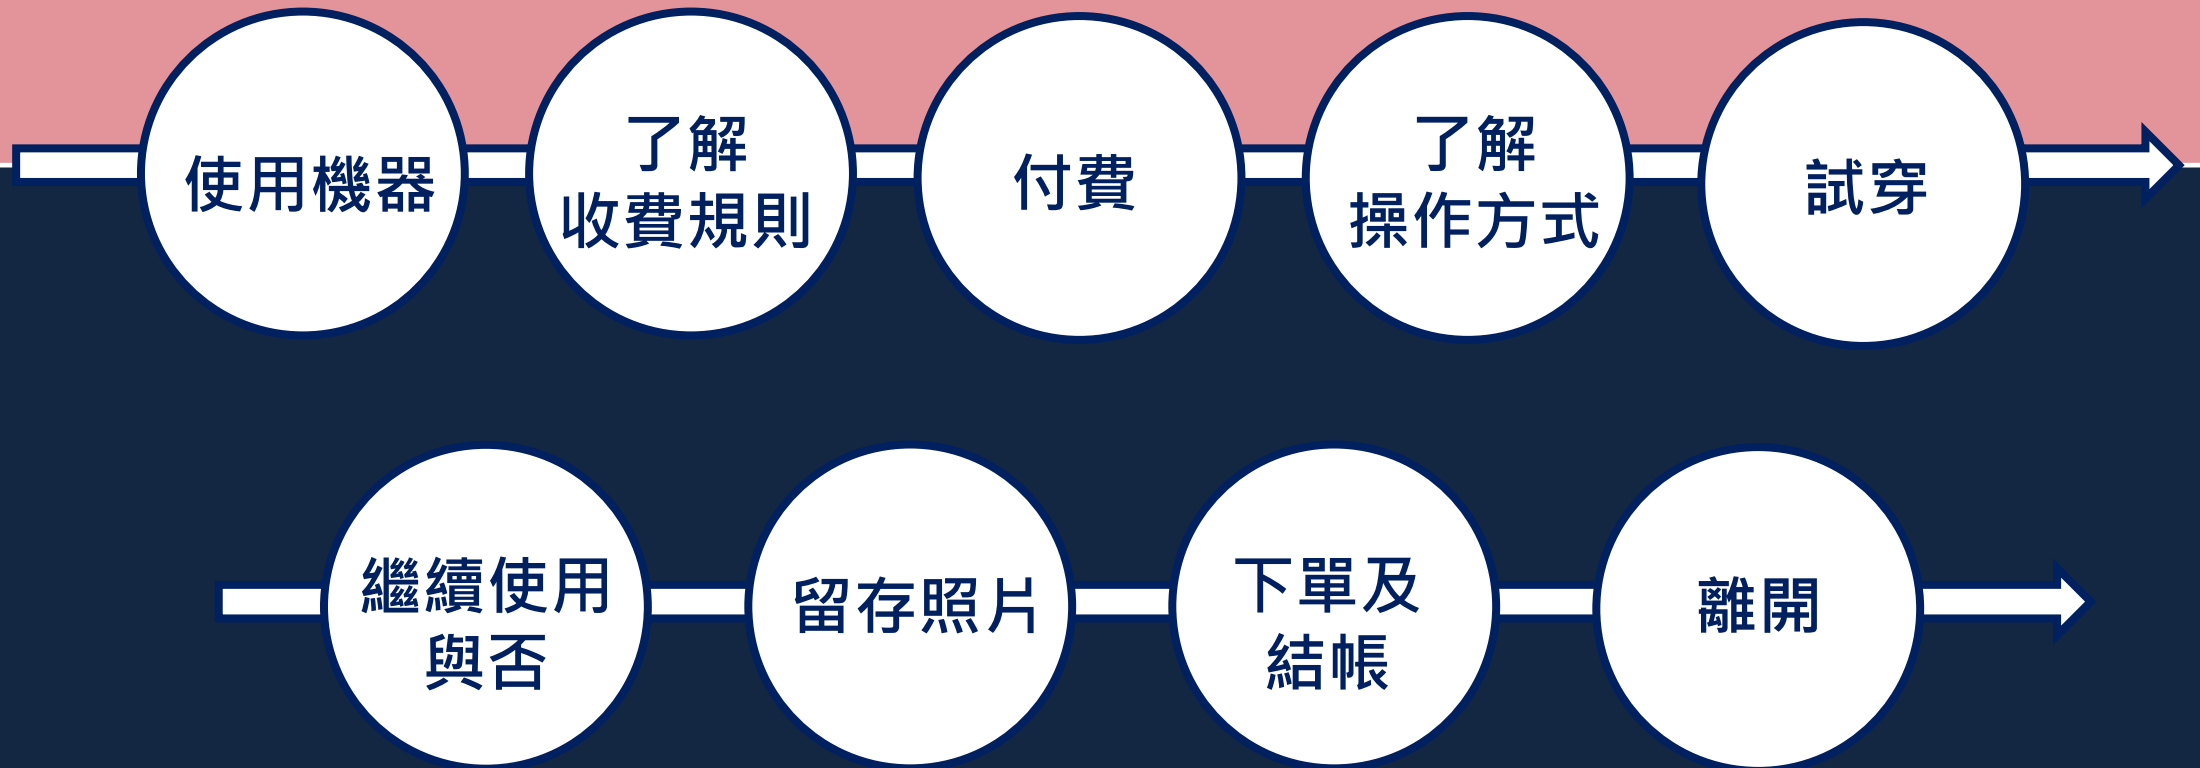 使用機器
了解
收費規則
付費
了解
操作方式
試穿
繼續使用
與否
留存照片
下單及
結帳
離開